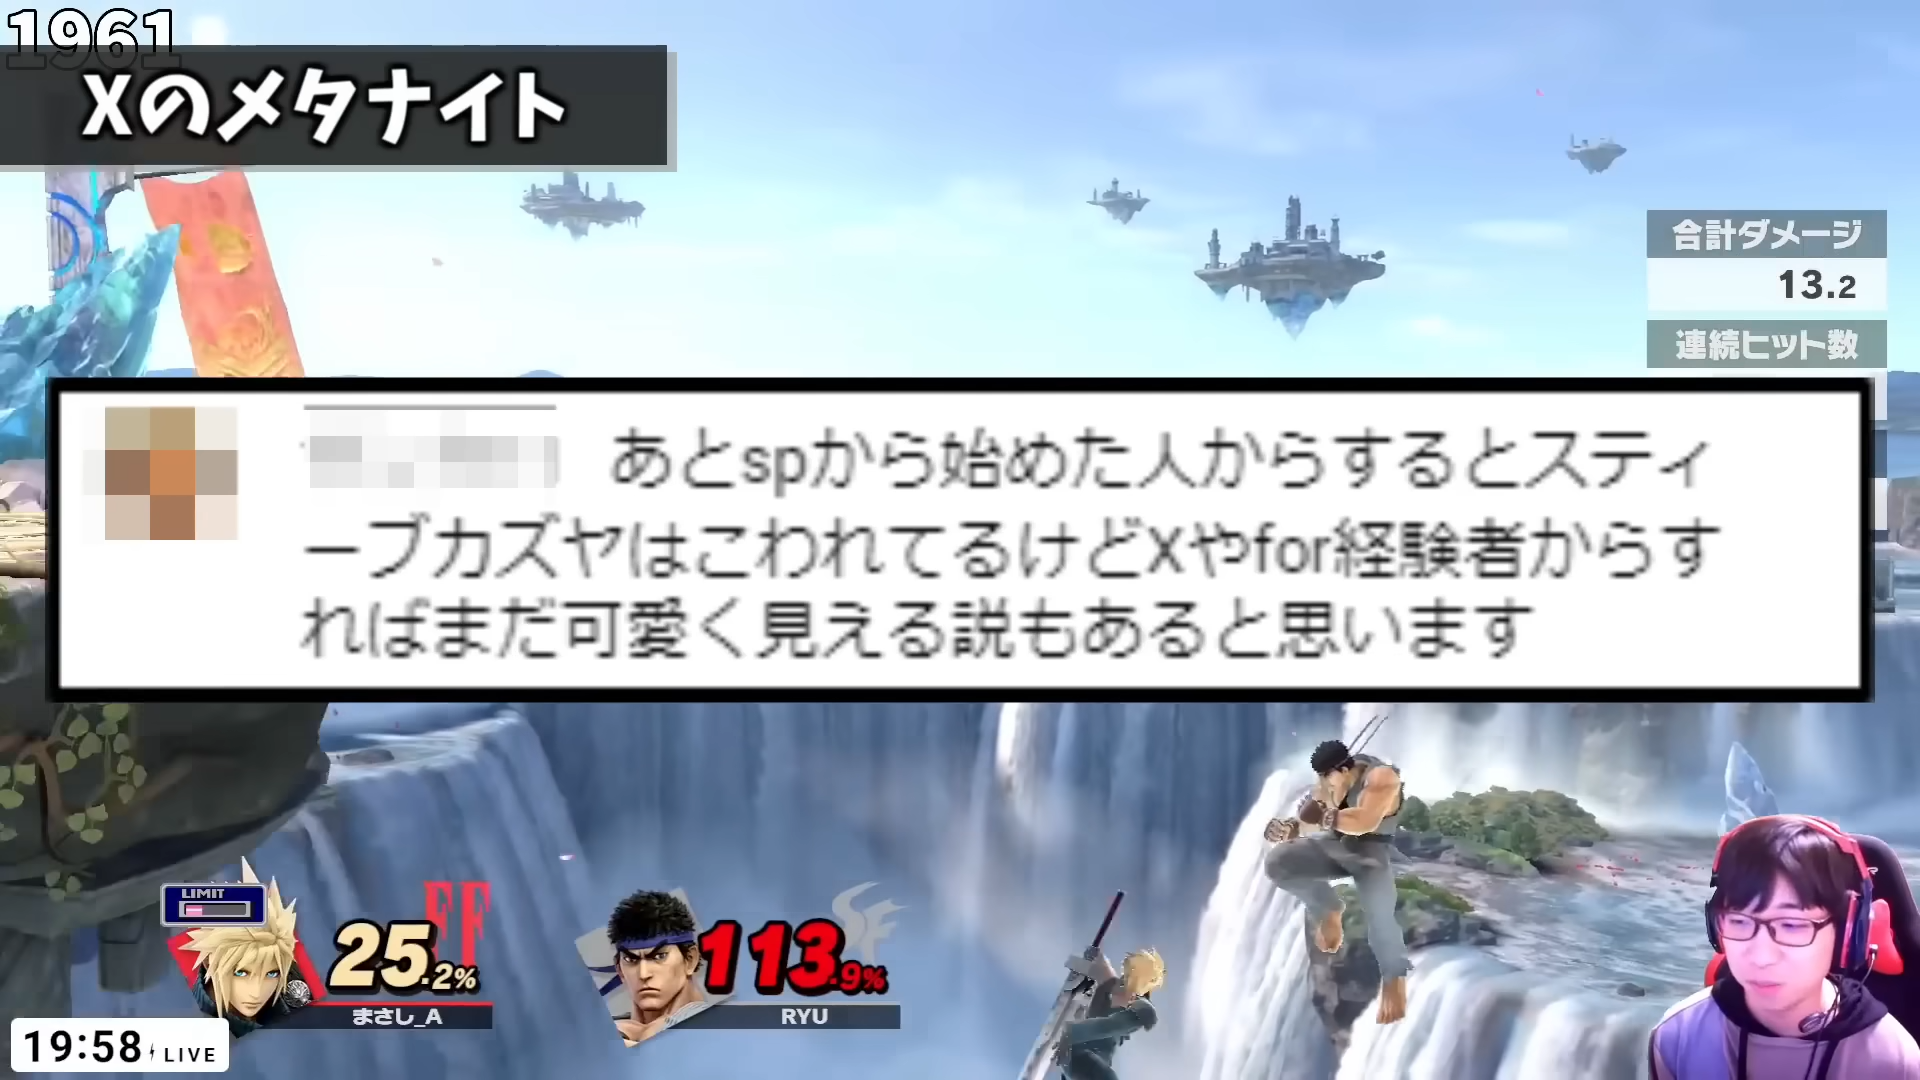 1961
Xのメタナイト
合計ダメージ
13.2
連続ヒット数
あとspから始めた人からするとスティ
ーブカズヤはこわれてるけどXやfor経験者からす
ればまだ可愛く見える説もあると思います
LIMIT
FF
25.2%
まさし_A
113.9%
RYU
19:58 LIVE